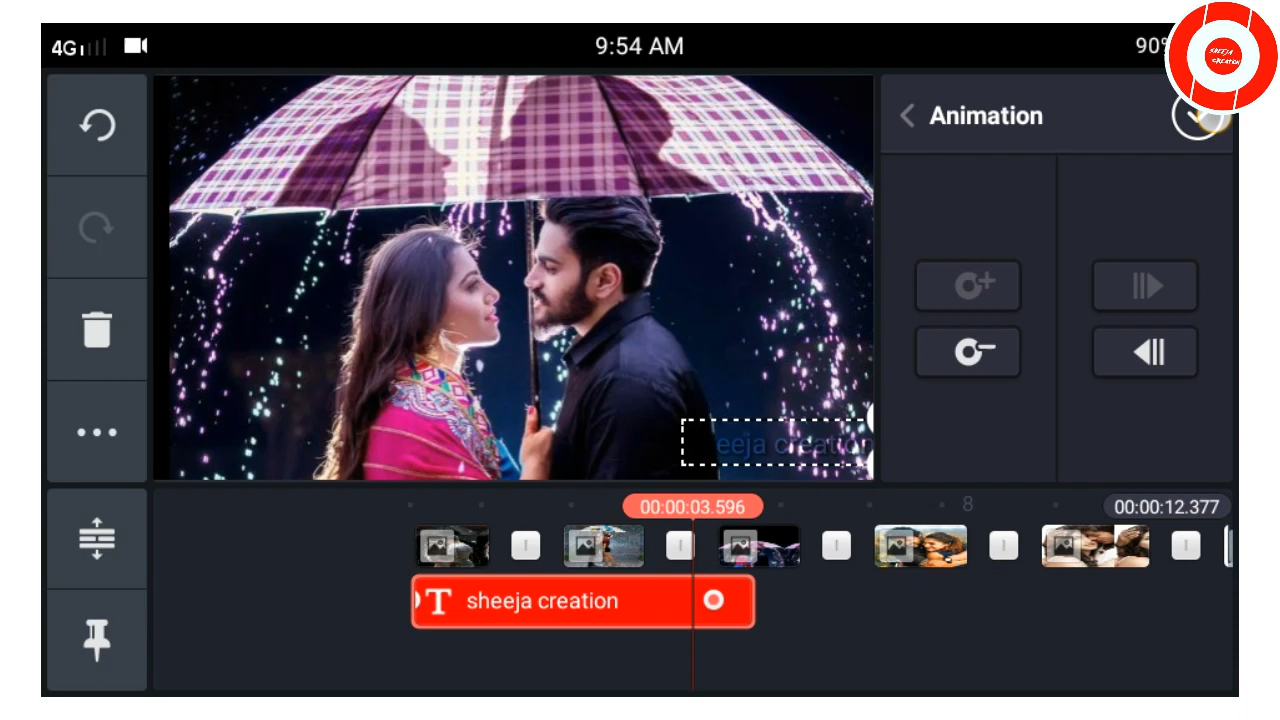 4G
9:54 AM
90%
SHEEJA
CREATION
Animation
eeja creation
00:00:03.596
8
00:00:12.377
T sheeja creation